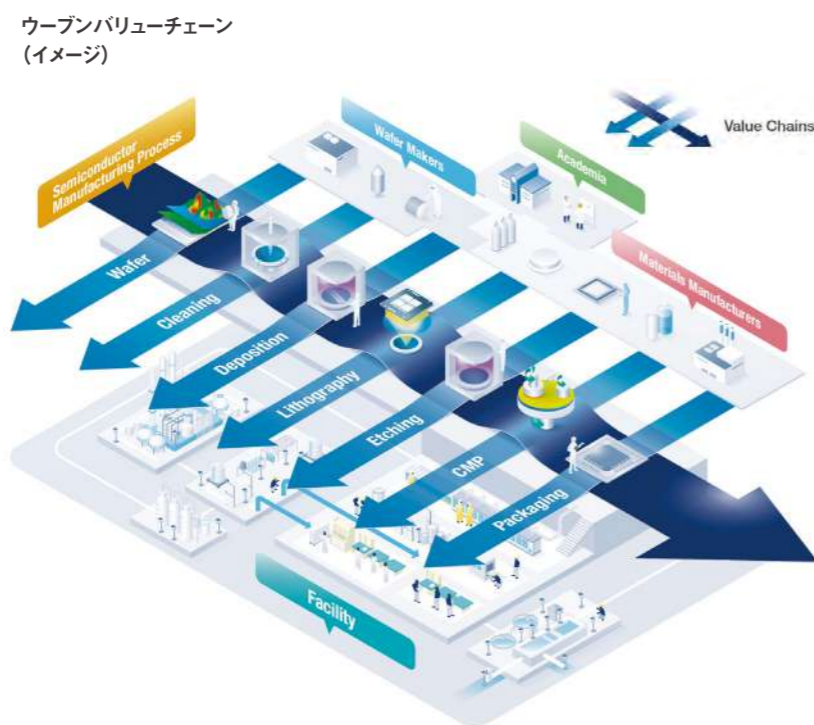 ウーブンバリューチェーン
(イメージ)
Value Chains
Semiconductor
Manufacturing Process
Wafer Makers
Academia
Materials Manufacturers
Wafer
Cleaning
Deposition
Lithography
Etching
CMP
Packaging
Facility